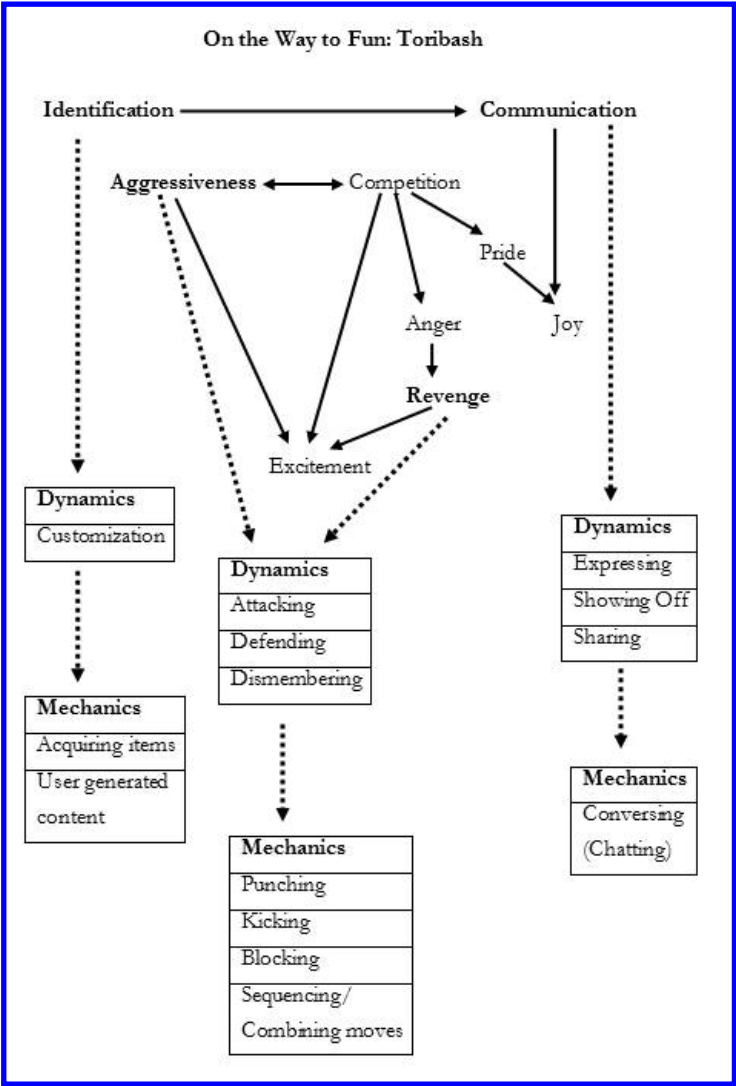 On the Way to Fun: Toribash
Identification
Communication
Aggressiveness
Competition
Pride
Anger
Joy
Revenge
Excitement
Dynamics
Customization
Mechanics
Acquiring items
User generated
content
Dynamics
Attacking
Defending
Dismembering
Mechanics
Punching
Kicking
Blocking
Sequencing/
Combining moves
Dynamics
Expressing
Showing Off
Sharing
Mechanics
Conversing
(Chatting)